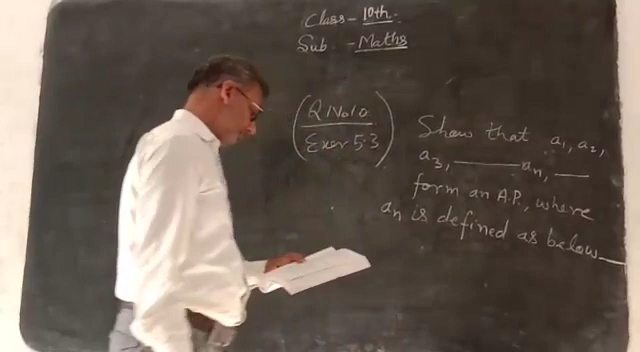 Class - 10th.
Sub. - Maths
Q No 10
Exer 5.3
Show that a₁, a₂,
a₃, ——— aₙ, —
form an A.P., where
aₙ is defined as below —